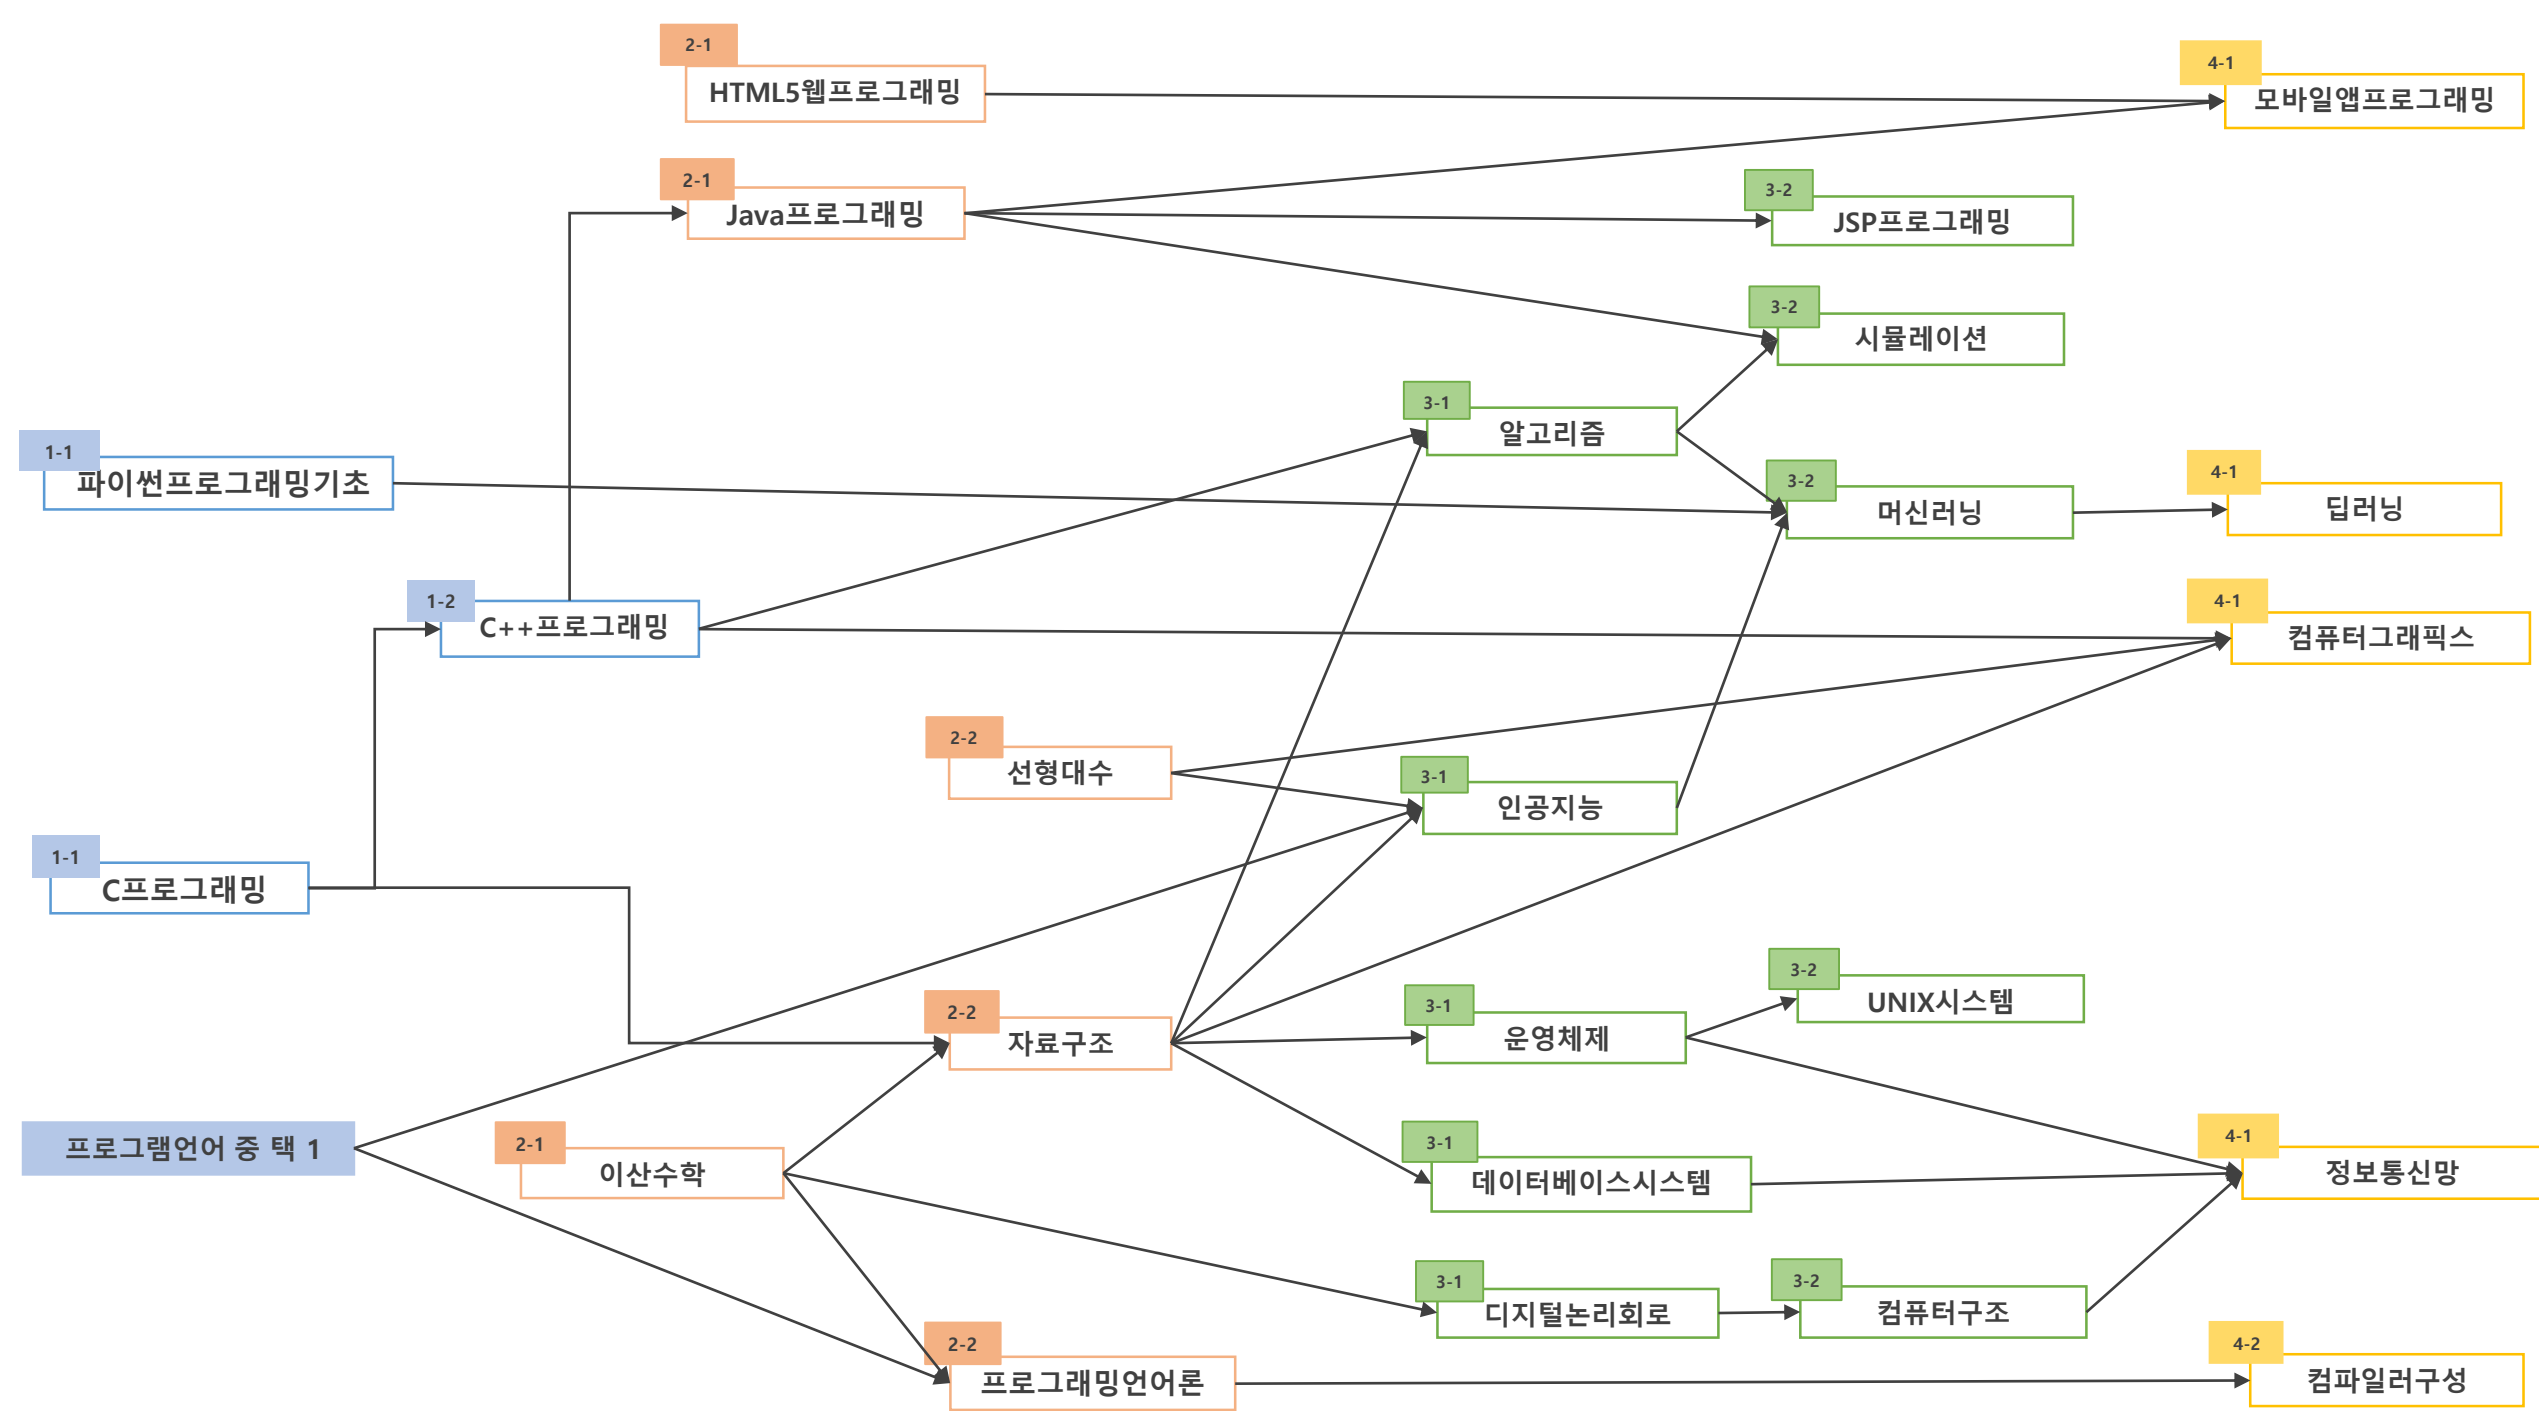 2-1
HTML5웹프로그래밍
4-1
모바일앱프로그래밍
2-1
Java프로그래밍
3-2
JSP프로그래밍
3-2
시뮬레이션
3-1
알고리즘
1-1
파이썬프로그래밍기초
3-2
머신러닝
4-1
딥러닝
1-2
C++프로그래밍
4-1
컴퓨터그래픽스
2-2
선형대수
3-1
인공지능
1-1
C프로그래밍
2-2
자료구조
3-1
운영체제
3-2
UNIX시스템
프로그램언어 중 택 1
2-1
이산수학
3-1
데이터베이스시스템
4-1
정보통신망
3-1
디지털논리회로
3-2
컴퓨터구조
2-2
프로그래밍언어론
4-2
컴파일러구성